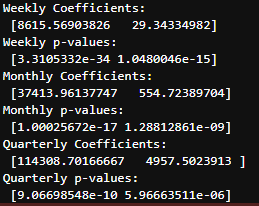 Weekly Coefficients:
[8615.56903826 29.34334982]
Weekly p-values:
[3.3105332e-34 1.0480046e-15]
Monthly Coefficients:
[37413.96137747 554.72389704]
Monthly p-values:
[1.00025672e-17 1.28812861e-09]
Quarterly Coefficients:
[114308.70166667 4957.5023913 ]
Quarterly p-values:
[9.06698548e-10 5.96663511e-06]